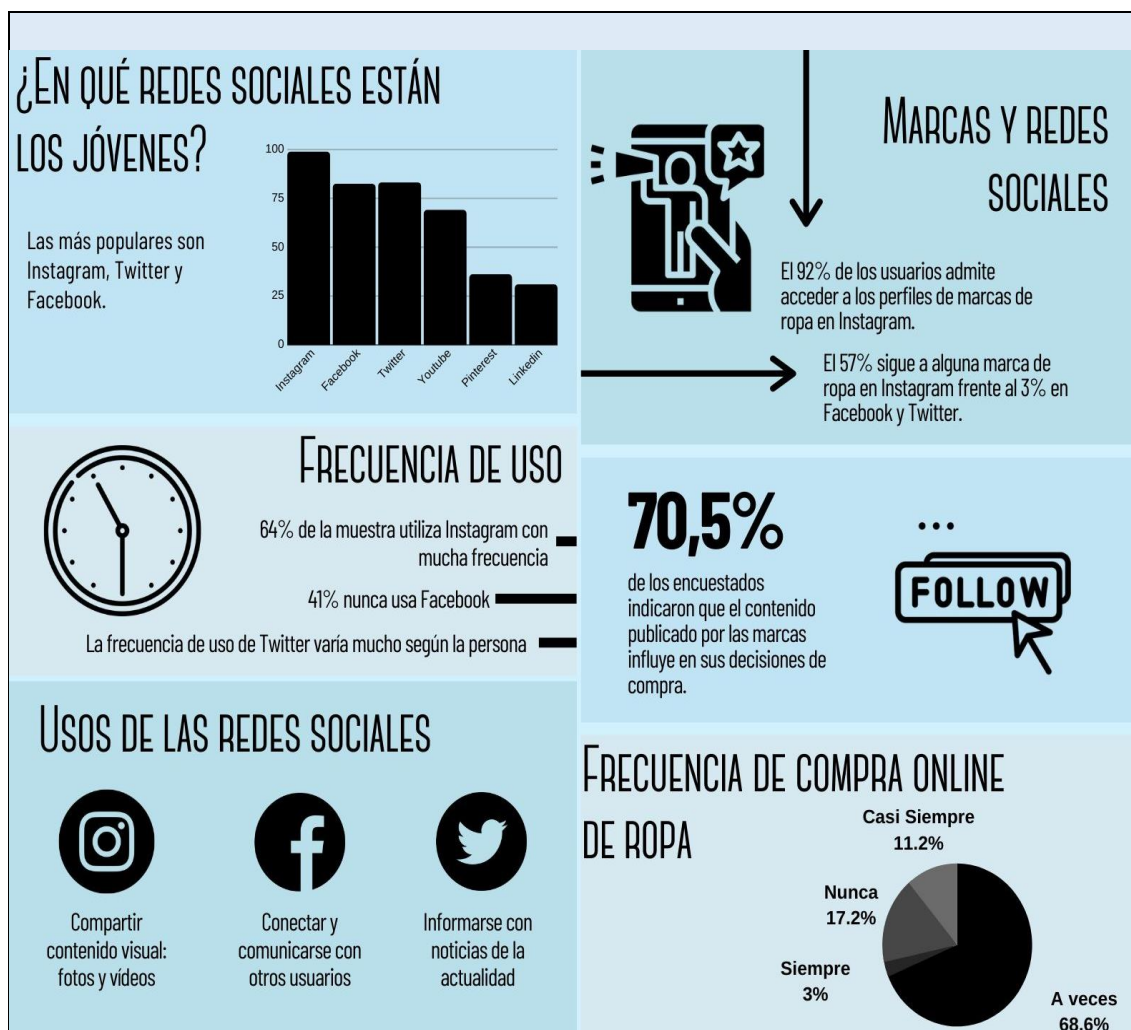 ¿En qué redes sociales están
los jóvenes?
Las más populares son
Instagram, Twitter y
Facebook.
100
75
50
25
0
Instagram
Facebook
Twitter
Youtube
Pinterest
Linkedin
Marcas y redes
sociales
El 92% de los usuarios admite
acceder a los perfiles de marcas de
ropa en Instagram.
El 57% sigue a alguna marca de
ropa en Instagram frente al 3% en
Facebook y Twitter.
Frecuencia de uso
64% de la muestra utiliza Instagram con
mucha frecuencia
41% nunca usa Facebook
La frecuencia de uso de Twitter varía mucho según la persona
70,5%
de los encuestados
indicaron que el contenido
publicado por las marcas
influye en sus decisiones de
compra.
FOLLOW
Usos de las redes sociales
Compartir
contenido visual:
fotos y vídeos
Conectar y
comunicarse con
otros usuarios
Informarse con
noticias de la
actualidad
Frecuencia de compra online
de ropa
Casi Siempre
11.2%
Nunca
17.2%
Siempre
3%
A veces
68.6%